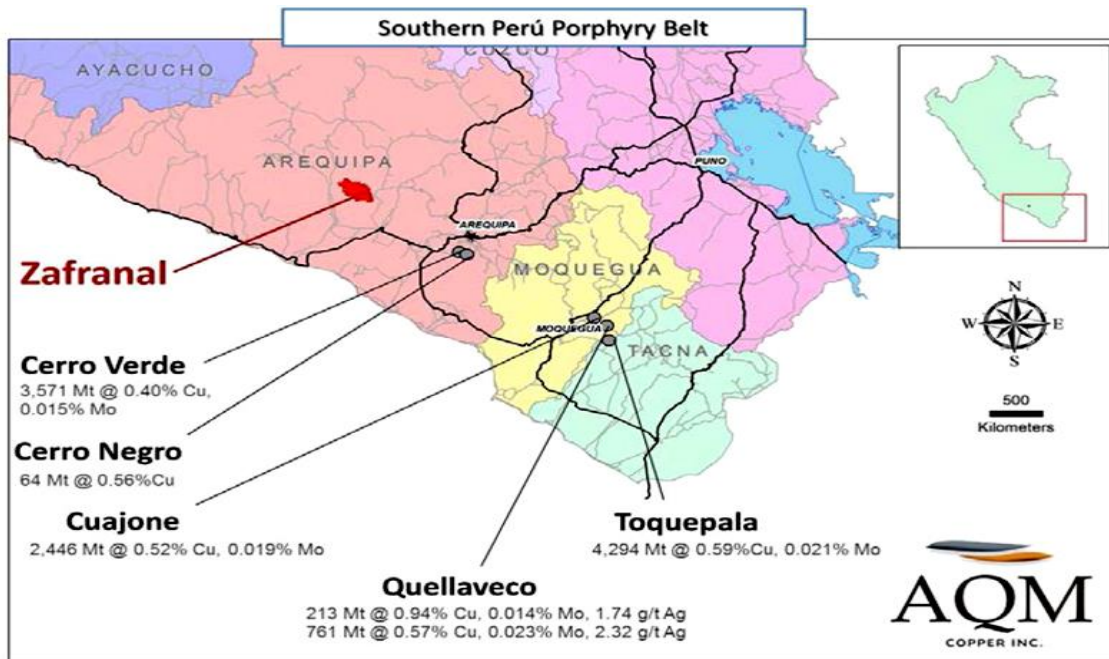 Southern Perú Porphyry Belt
CUZCO
AYACUCHO
AREQUIPA
PUNO
Zafranal
AREQUIPA
MOQUEGUA
MOQUEGUA
TACNA
N
W
E
S
500
Kilometers
Cerro Verde
3,571 Mt @ 0.40% Cu,
0.015% Mo
Cerro Negro
64 Mt @ 0.56%Cu
Cuajone
2,446 Mt @ 0.52% Cu, 0.019% Mo
Toquepala
4,294 Mt @ 0.59%Cu, 0.021% Mo
Quellaveco
213 Mt @ 0.94% Cu, 0.014% Mo, 1.74 g/t Ag
761 Mt @ 0.57% Cu, 0.023% Mo, 2.32 g/t Ag
AQM
COPPER INC.